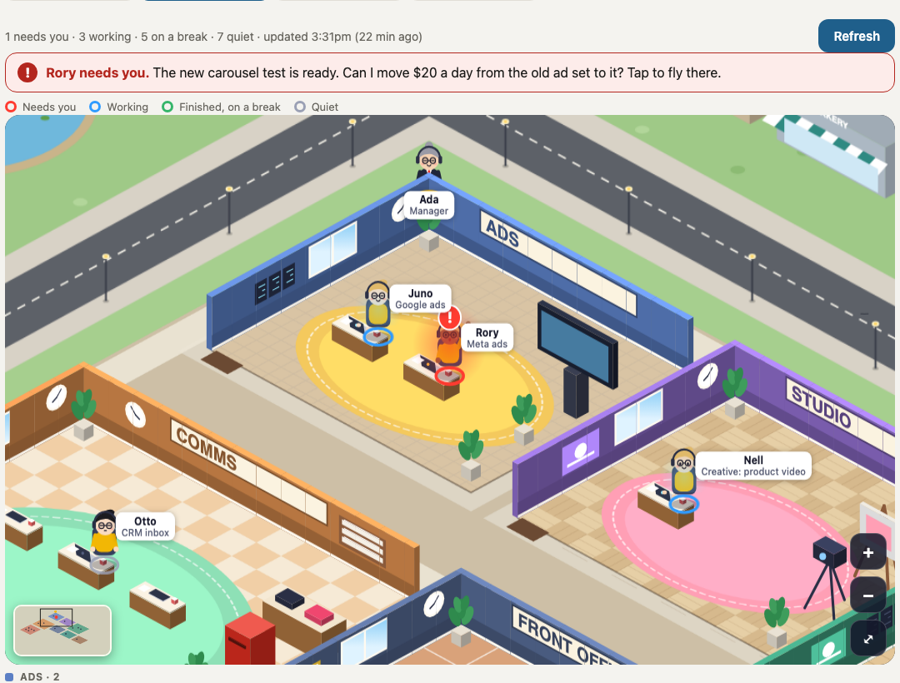 1 needs you · 3 working · 5 on a break · 7 quiet · updated 3:31pm (22 min ago)
Refresh
! Rory needs you. The new carousel test is ready. Can I move $20 a day from the old ad set to it? Tap to fly there.
Needs you Working Finished, on a break Quiet
Ada
Manager
ADS
Juno
Google ads
!
Rory
Meta ads
STUDIO
COMMS
Nell
Creative: product video
Otto
CRM inbox
FRONT OFF
+
−
ADS · 2